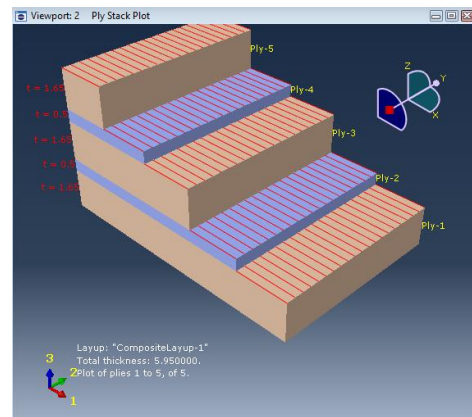 Viewport: 2 Ply Stack Plot
Ply-5
t = 1.65
Ply-4
t = 0.5
Ply-3
t = 1.65
Ply-2
t = 0.5
Ply-1
t = 1.65
Z
Y
X
Layup: "CompositeLayup-1"
Total thickness: 5.950000.
Plot of plies 1 to 5, of 5.
3
2
1